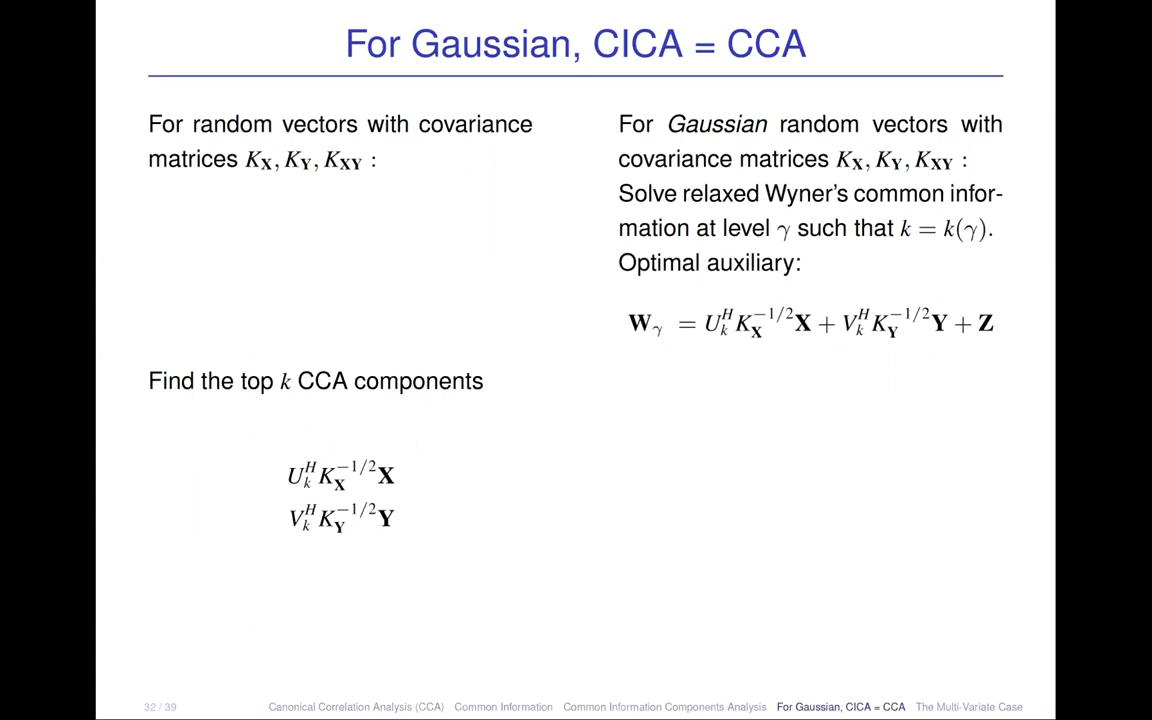 For Gaussian, CICA = CCA
For random vectors with covariance
matrices K_X, K_Y, K_XY :
Find the top k CCA components
U_k^H K_X^{-1/2} X
V_k^H K_Y^{-1/2} Y
For Gaussian random vectors with
covariance matrices K_X, K_Y, K_XY :
Solve relaxed Wyner's common infor-
mation at level γ such that k = k(γ).
Optimal auxiliary:
W_γ = U_k^H K_X^{-1/2} X + V_k^H K_Y^{-1/2} Y + Z
32 / 39 Canonical Correlation Analysis (CCA) Common Information Common Information Components Analysis For Gaussian, CICA = CCA The Multi-Variate Case